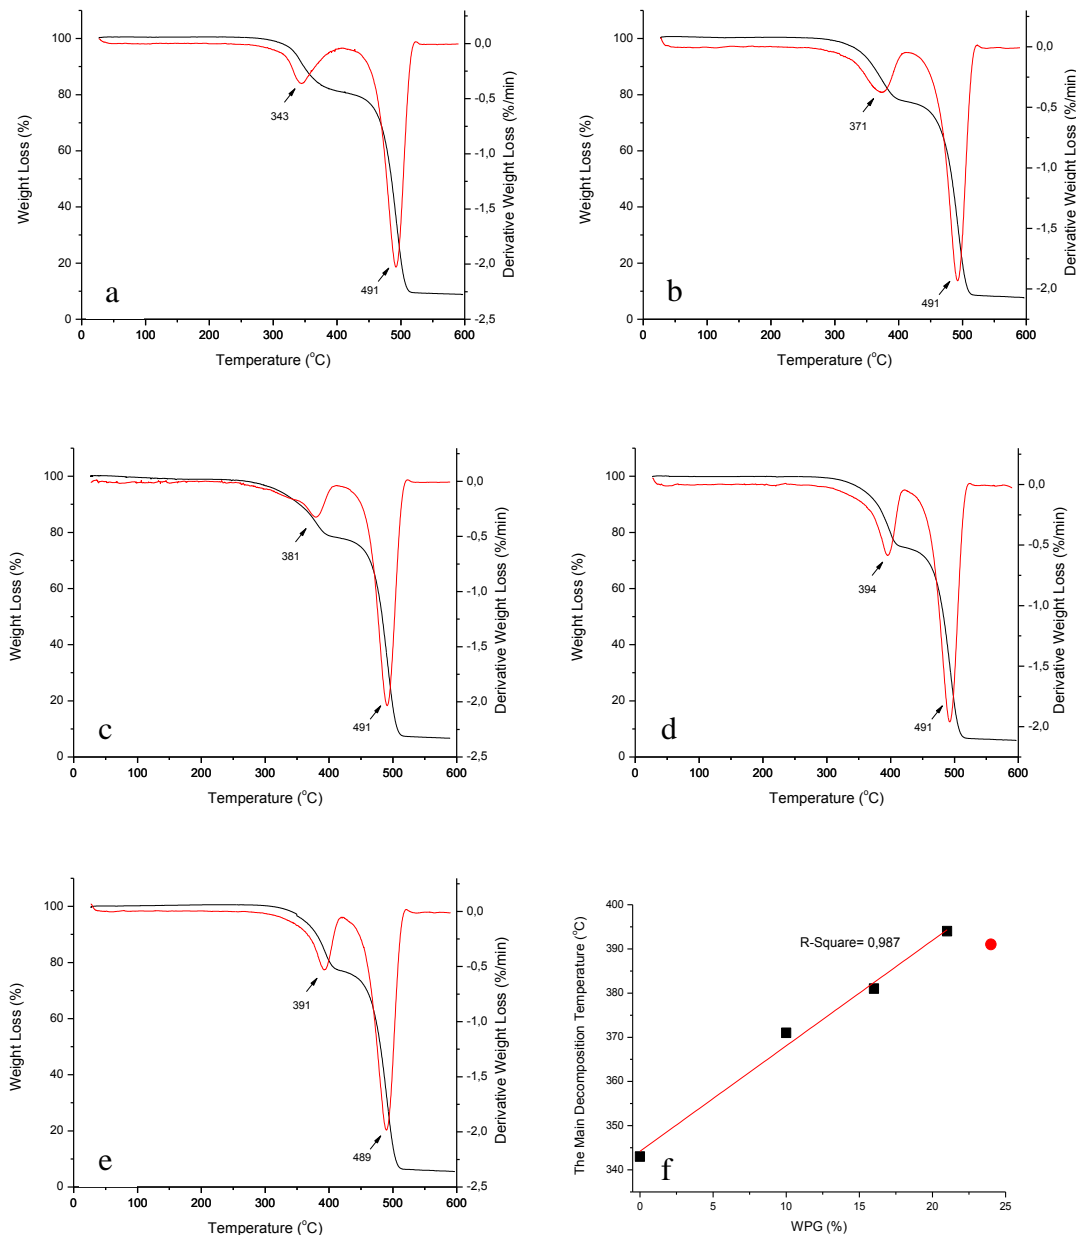 100
80
60
40
20
0
Weight Loss (%)
0,0
-0,5
-1,0
-1,5
-2,0
-2,5
Derivative Weight Loss (%/min)
343
491
a
0 100 200 300 400 500 600
Temperature (°C)
100
80
60
40
20
0
Weight Loss (%)
0,0
-0,5
-1,0
-1,5
-2,0
Derivative Weight Loss (%/min)
371
491
b
0 100 200 300 400 500 600
Temperature (°C)
100
80
60
40
20
0
Weight Loss (%)
0,0
-0,5
-1,0
-1,5
-2,0
-2,5
Derivative Weight Loss (%/min)
381
491
c
0 100 200 300 400 500 600
Temperature (°C)
100
80
60
40
20
0
Weight Loss (%)
0,0
-0,5
-1,0
-1,5
-2,0
Derivative Weight Loss (%/min)
394
491
d
0 100 200 300 400 500 600
Temperature (°C)
100
80
60
40
20
0
Weight Loss (%)
0,0
-0,5
-1,0
-1,5
-2,0
-2,5
Derivative Weight Loss (%/min)
391
489
e
0 100 200 300 400 500 600
Temperature (°C)
400
390
380
370
360
350
340
The Main Decomposition Temperature (°C)
R-Square= 0,987
f
0 5 10 15 20 25
WPG (%)